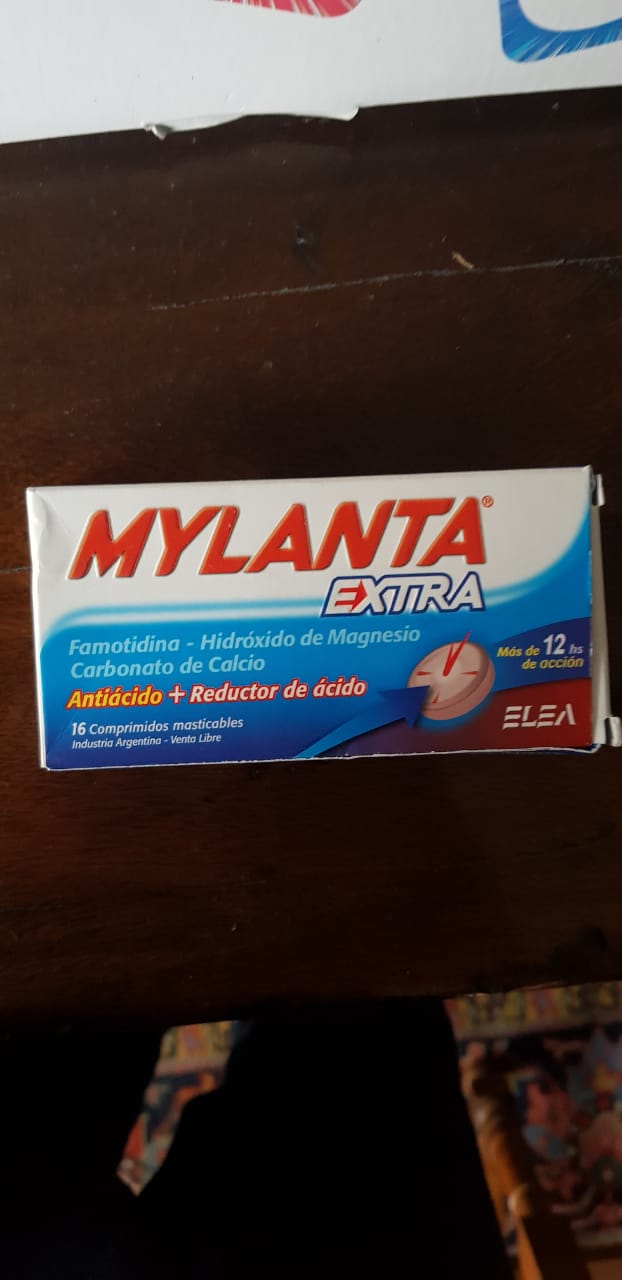 MYLANTA®
EXTRA
Famotidina - Hidróxido de Magnesio
Carbonato de Calcio
Antiácido + Reductor de ácido
16 Comprimidos masticables
Industria Argentina - Venta Libre
Más de 12 hs
de acción
ELEA